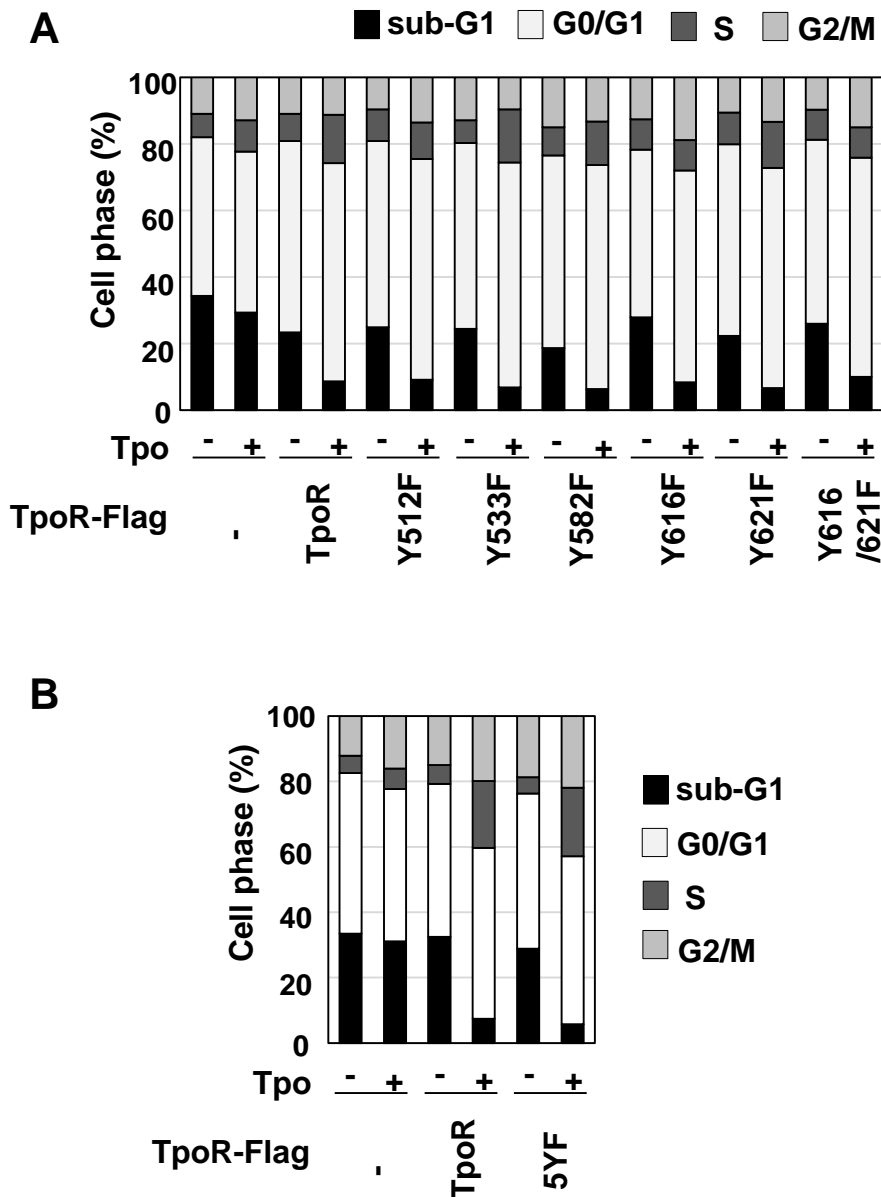 A
sub-G1 G0/G1 S G2/M
Cell phase (%)
100
80
60
40
20
0
Tpo - + - + - + - + - + - + - + - +
TpoR-Flag - TpoR Y512F Y533F Y582F Y616F Y621F Y616
/621F
B
Cell phase (%)
100
80
60
40
20
0
sub-G1
G0/G1
S
G2/M
Tpo - + - + - +
TpoR-Flag - TpoR 5YF